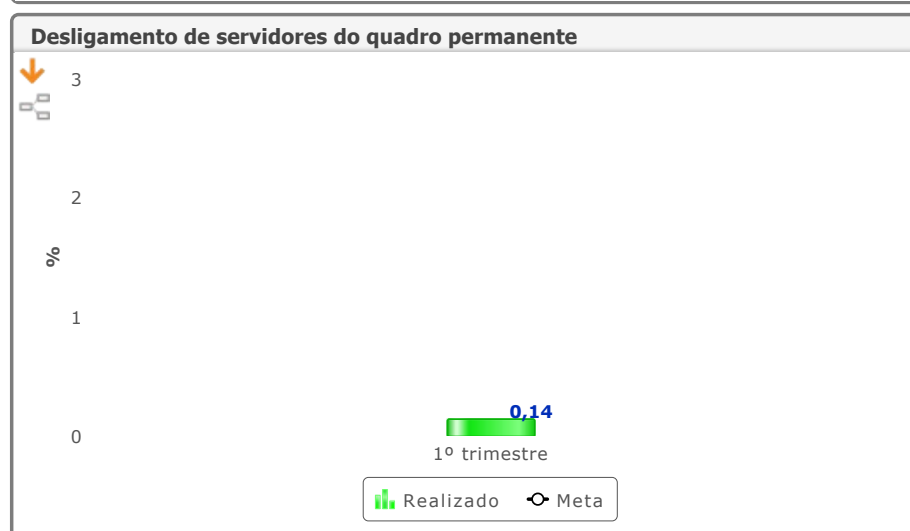 Desligamento de servidores do quadro permanente
3
2
%
1
0,14
0
1º trimestre
Realizado Meta